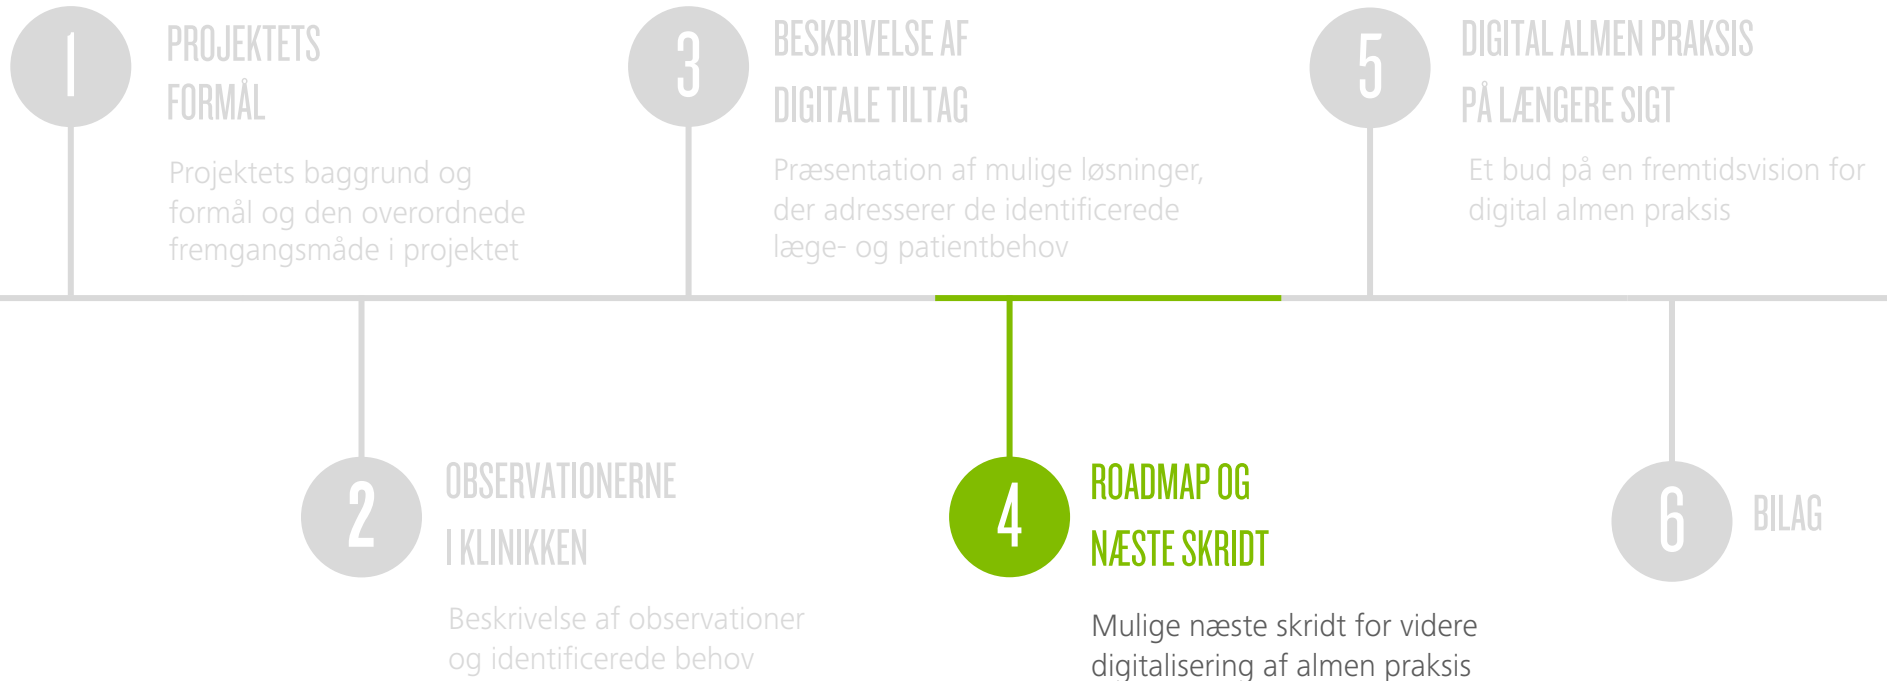 1
PROJEKTETS
FORMÅL
Projektets baggrund og
formål og den overordnede
fremgangsmåde i projektet
2
OBSERVATIONERNE
I KLINIKKEN
Beskrivelse af observationer
og identificerede behov
3
BESKRIVELSE AF
DIGITALE TILTAG
Præsentation af mulige løsninger,
der adresserer de identificerede
læge- og patientbehov
4
ROADMAP OG
NÆSTE SKRIDT
Mulige næste skridt for videre
digitalisering af almen praksis
5
DIGITAL ALMEN PRAKSIS
PÅ LÆNGERE SIGT
Et bud på en fremtidsvision for
digital almen praksis
6
BILAG